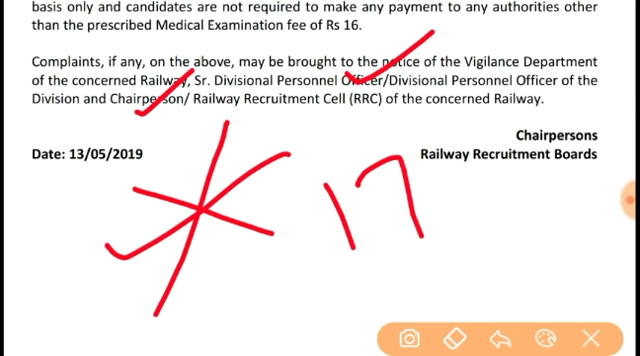 basis only and candidates are not required to make any payment to any authorities other
than the prescribed Medical Examination fee of Rs 16.
Complaints, if any, on the above, may be brought to the notice of the Vigilance Department
of the concerned Railway, Sr. Divisional Personnel Officer/Divisional Personnel Officer of the
Division and Chairperson/ Railway Recruitment Cell (RRC) of the concerned Railway.
Chairpersons
Date: 13/05/2019 Railway Recruitment Boards
17